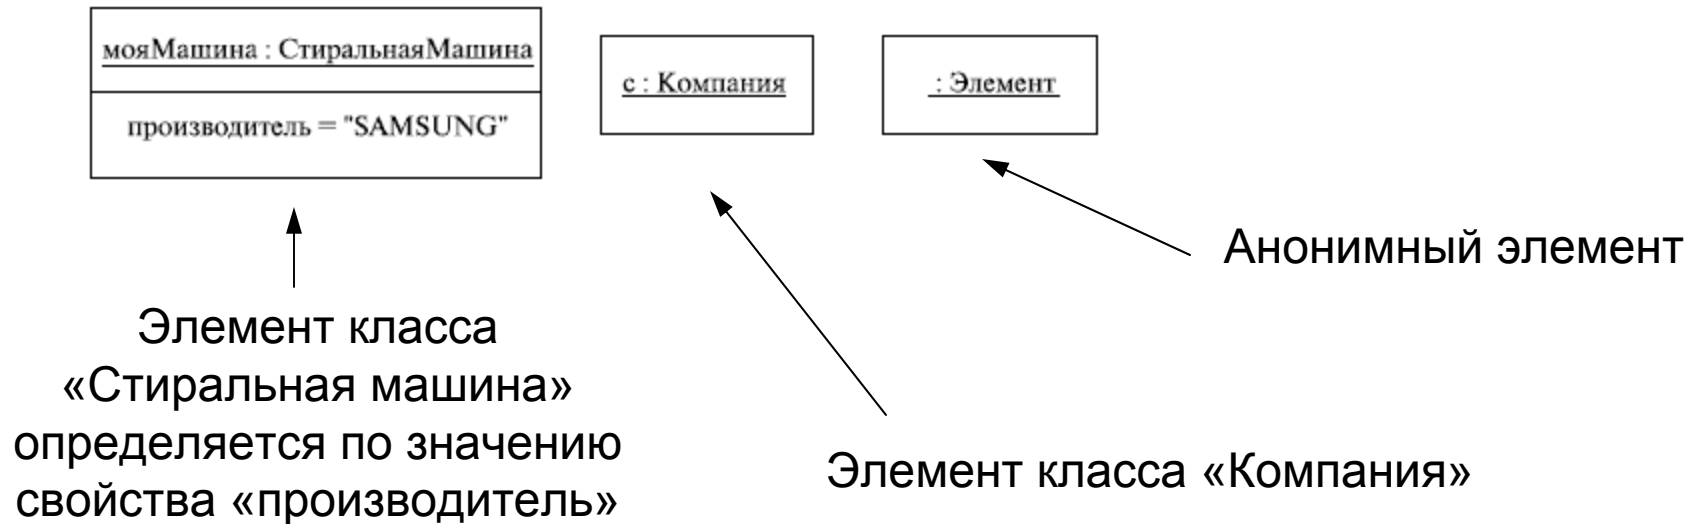 мояМашина : СтиральнаяМашина
производитель = "SAMSUNG"
с : Компания
: Элемент
Анонимный элемент
Элемент класса
«Стиральная машина»
определяется по значению
свойства «производитель»
Элемент класса «Компания»